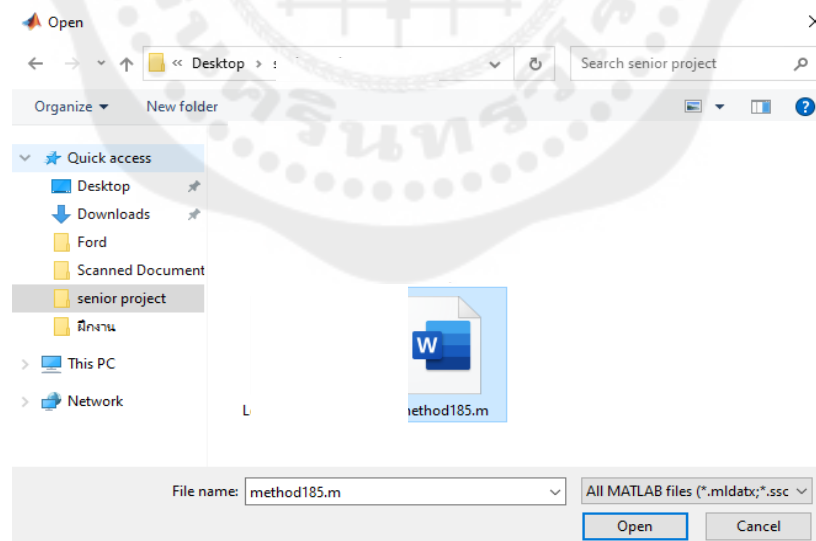 Open
Desktop
Search senior project
Organize
New folder
Quick access
Desktop
Downloads
Ford
Scanned Document
senior project
ฝึกงาน
This PC
Network
ethod185.m
File name: method185.m
All MATLAB files (*.mldatx;*.ssc
Open
Cancel